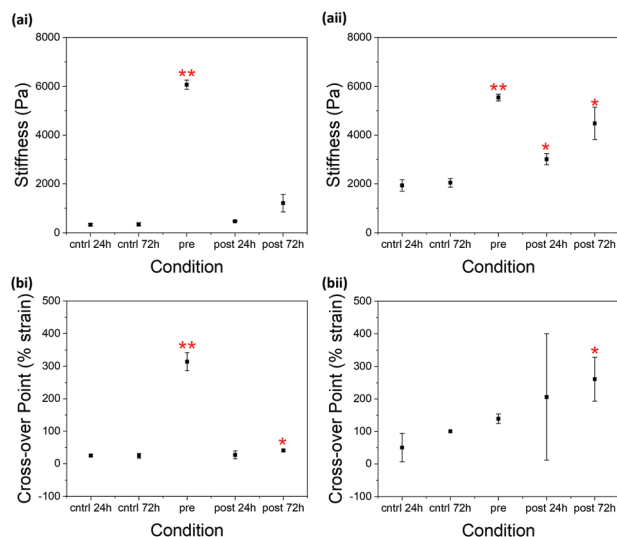 (ai)
8000
6000
4000
2000
0
Stiffness (Pa)
**
cntrl 24h cntrl 72h pre post 24h post 72h
Condition
(aii)
8000
6000
4000
2000
0
Stiffness (Pa)
**
*
*
cntrl 24h cntrl 72h pre post 24h post 72h
Condition
(bi)
500
400
300
200
100
0
-100
Cross-over Point (% strain)
**
*
cntrl 24h cntrl 72h pre post 24h post 72h
Condition
(bii)
500
400
300
200
100
0
-100
Cross-over Point (% strain)
*
cntrl 24h cntrl 72h pre post 24h post 72h
Condition